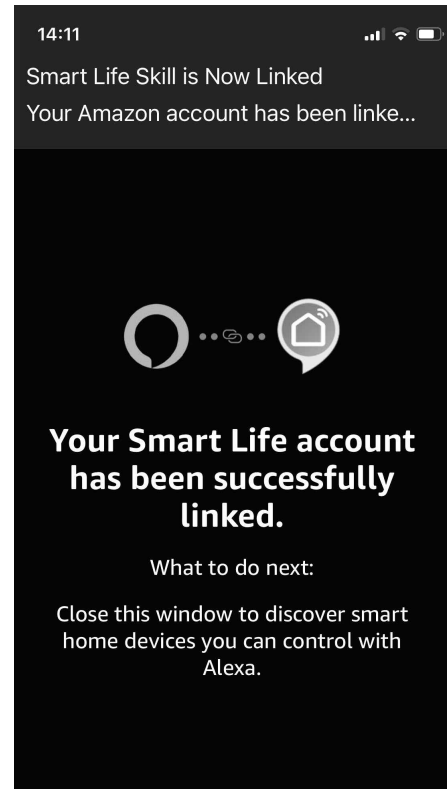 14:11
Smart Life Skill is Now Linked
Your Amazon account has been linke...
Your Smart Life account
has been successfully
linked.
What to do next:
Close this window to discover smart
home devices you can control with
Alexa.